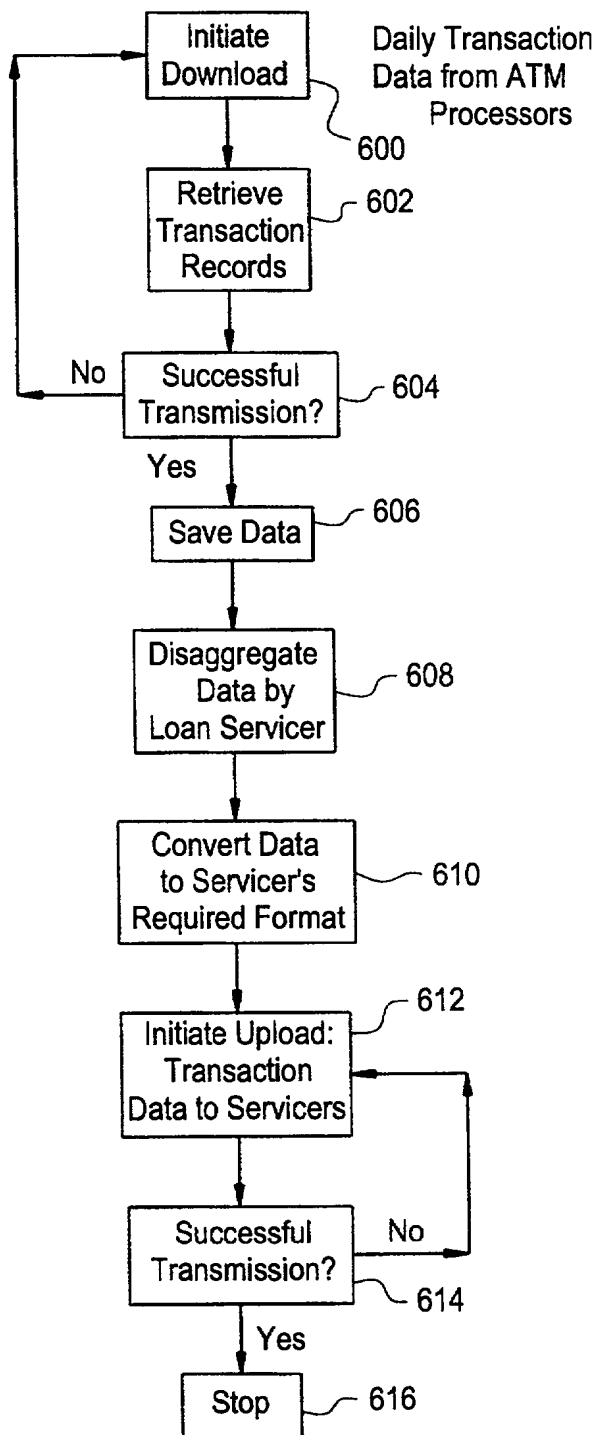 Initiate
Download
Daily Transaction
Data from ATM
Processors
600
Retrieve
Transaction
Records
602
No
Successful
Transmission?
604
Yes
Save Data
606
Disaggregate
Data by
Loan Servicer
608
Convert Data
to Servicer's
Required Format
610
612
Initiate Upload:
Transaction
Data to Servicers
Successful
Transmission?
No
614
Yes
Stop
616